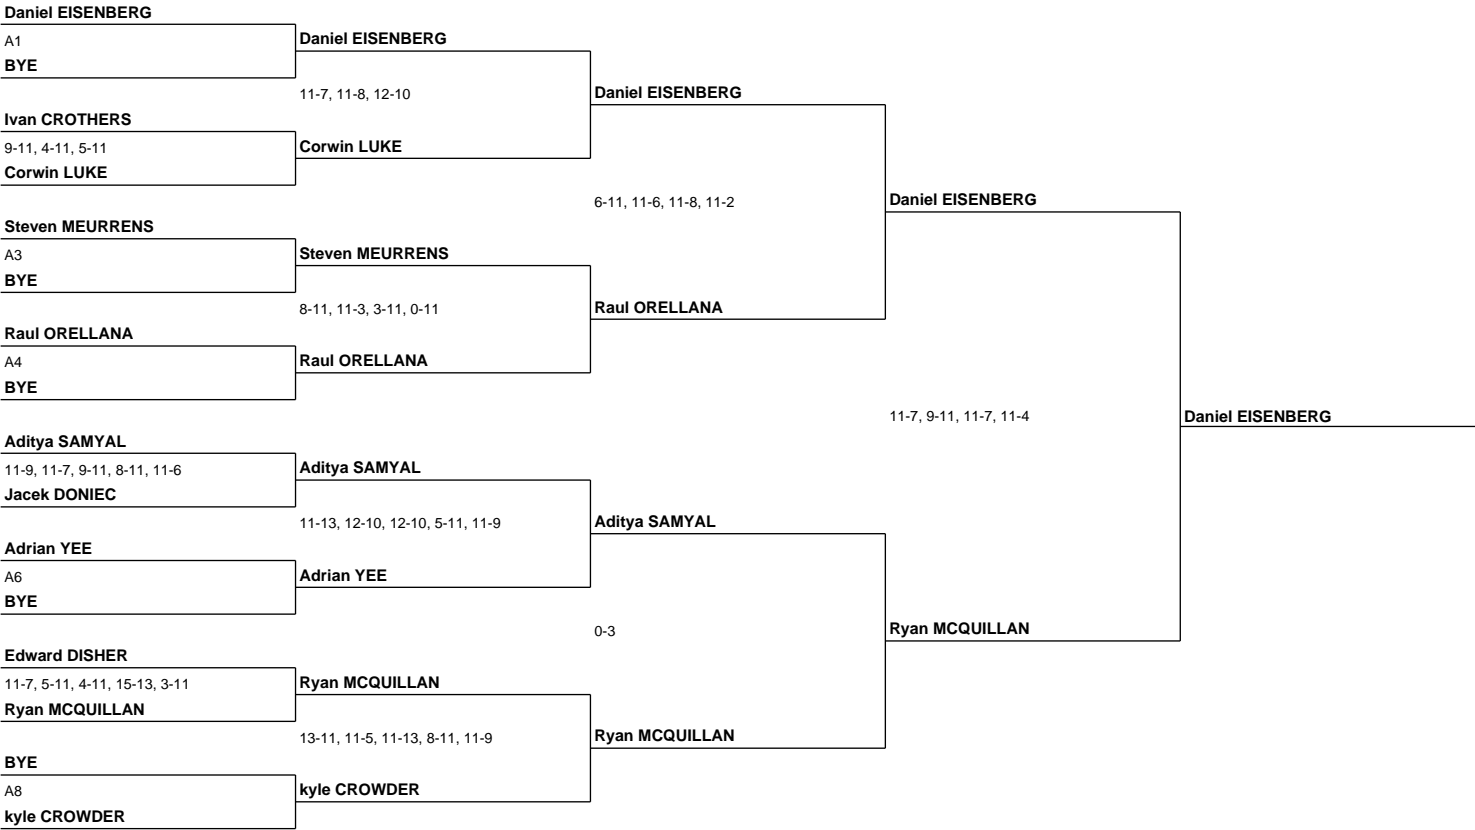 Daniel EISENBERG
A1
BYE
Daniel EISENBERG
11-7, 11-8, 12-10
Daniel EISENBERG
Ivan CROTHERS
9-11, 4-11, 5-11
Corwin LUKE
Corwin LUKE
6-11, 11-6, 11-8, 11-2
Daniel EISENBERG
Steven MEURRENS
A3
BYE
Steven MEURRENS
8-11, 11-3, 3-11, 0-11
Raul ORELLANA
Raul ORELLANA
A4
BYE
Raul ORELLANA
11-7, 9-11, 11-7, 11-4
Daniel EISENBERG
Aditya SAMYAL
11-9, 11-7, 9-11, 8-11, 11-6
Jacek DONIEC
Aditya SAMYAL
11-13, 12-10, 12-10, 5-11, 11-9
Aditya SAMYAL
Adrian YEE
A6
BYE
Adrian YEE
0-3
Ryan MCQUILLAN
Edward DISHER
11-7, 5-11, 4-11, 15-13, 3-11
Ryan MCQUILLAN
Ryan MCQUILLAN
13-11, 11-5, 11-13, 8-11, 11-9
Ryan MCQUILLAN
BYE
A8
kyle CROWDER
kyle CROWDER